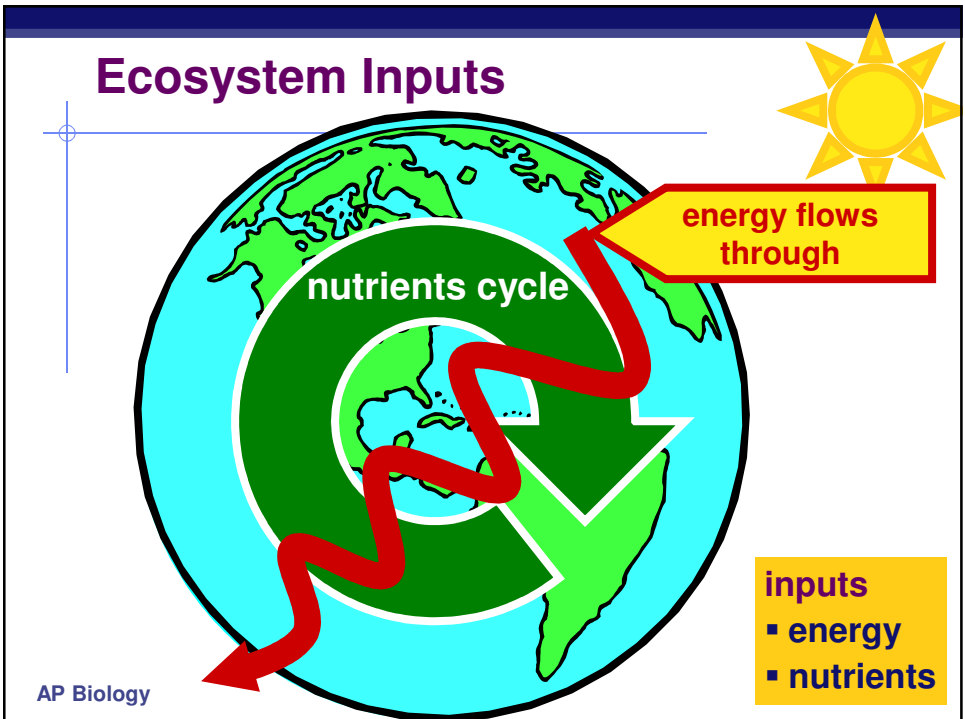 Ecosystem Inputs
energy flows
through
nutrients cycle
inputs
▪ energy
▪ nutrients
AP Biology